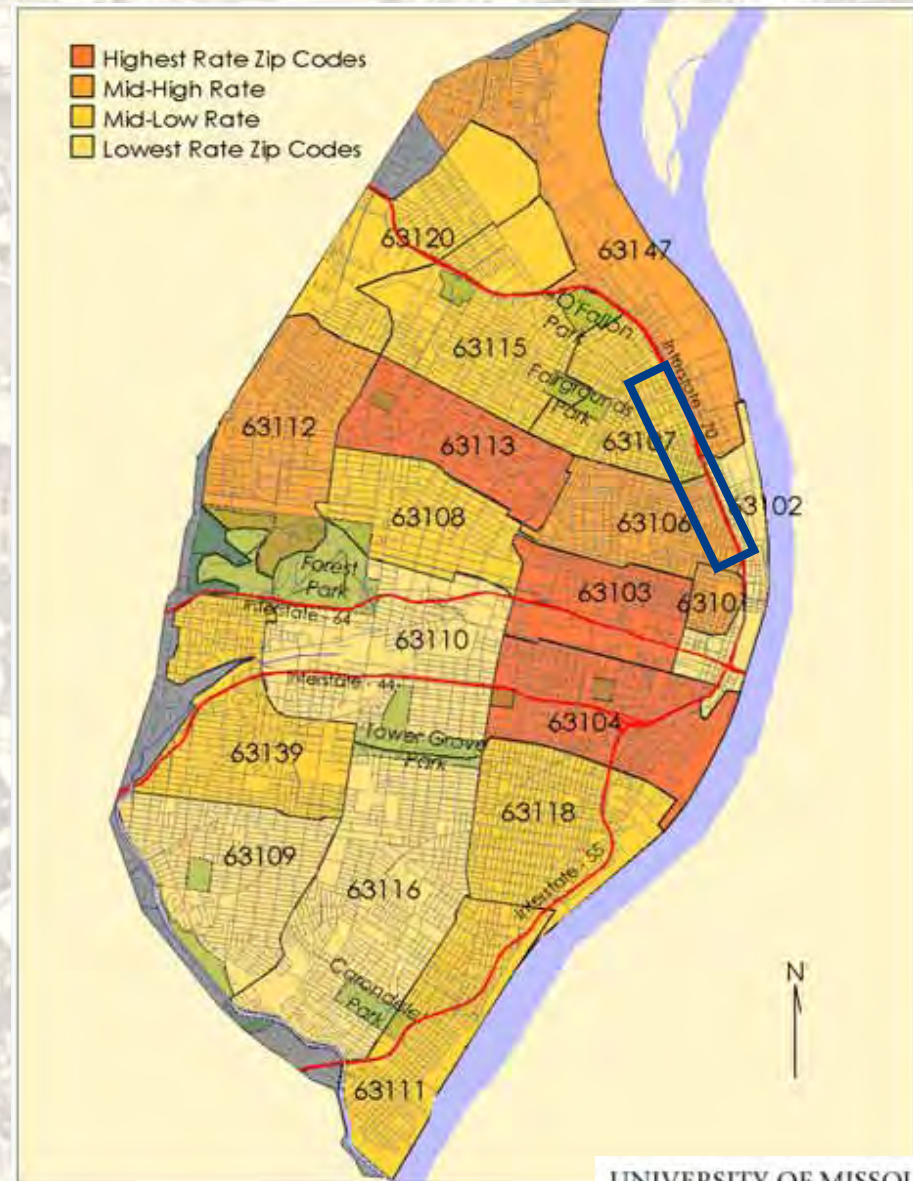 Highest Rate Zip Codes
Mid-High Rate
Mid-Low Rate
Lowest Rate Zip Codes
63120
63147
O'Fallon
Park
63115
Interstate - 70
Fairgrounds
Park
63107
63112
63113
63102
63108
63106
Forest
Park
63103
63101
Interstate - 64
63110
Interstate - 44
63104
Tower Grove
Park
63139
63118
63109
63116
Interstate - 55
Carondelet
Park
N
63111
UNIVERSITY OF